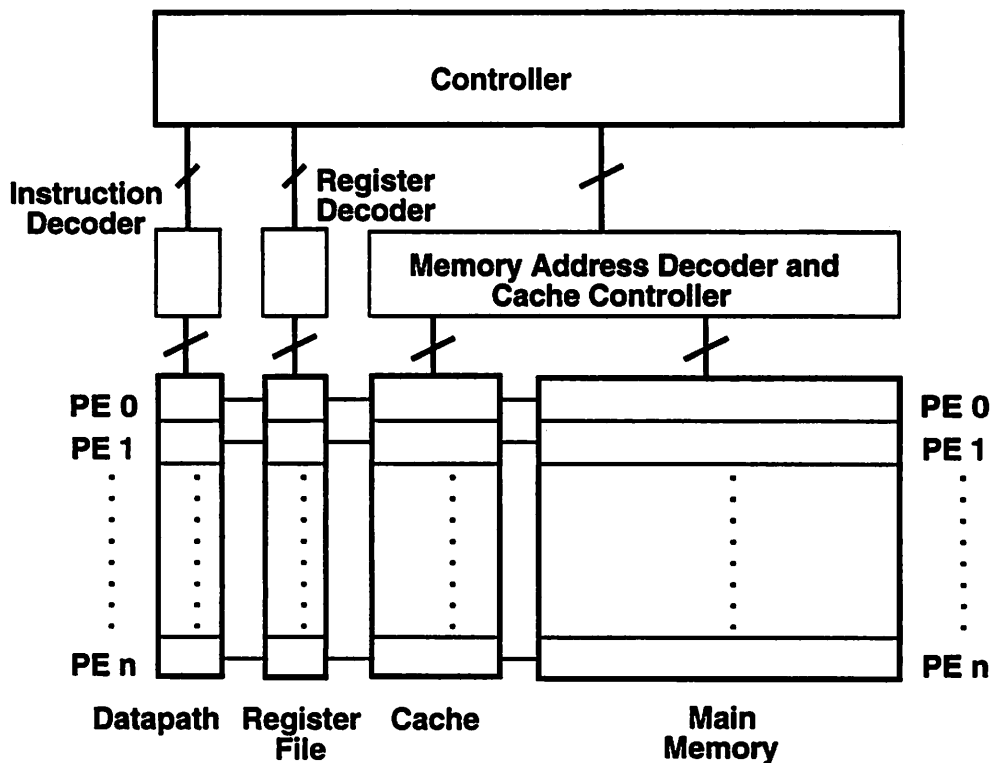 Controller
Instruction
Decoder
Register
Decoder
Memory Address Decoder and
Cache Controller
PE 0
PE 0
PE 1
PE 1
PE n
PE n
Datapath
Register
File
Cache
Main
Memory